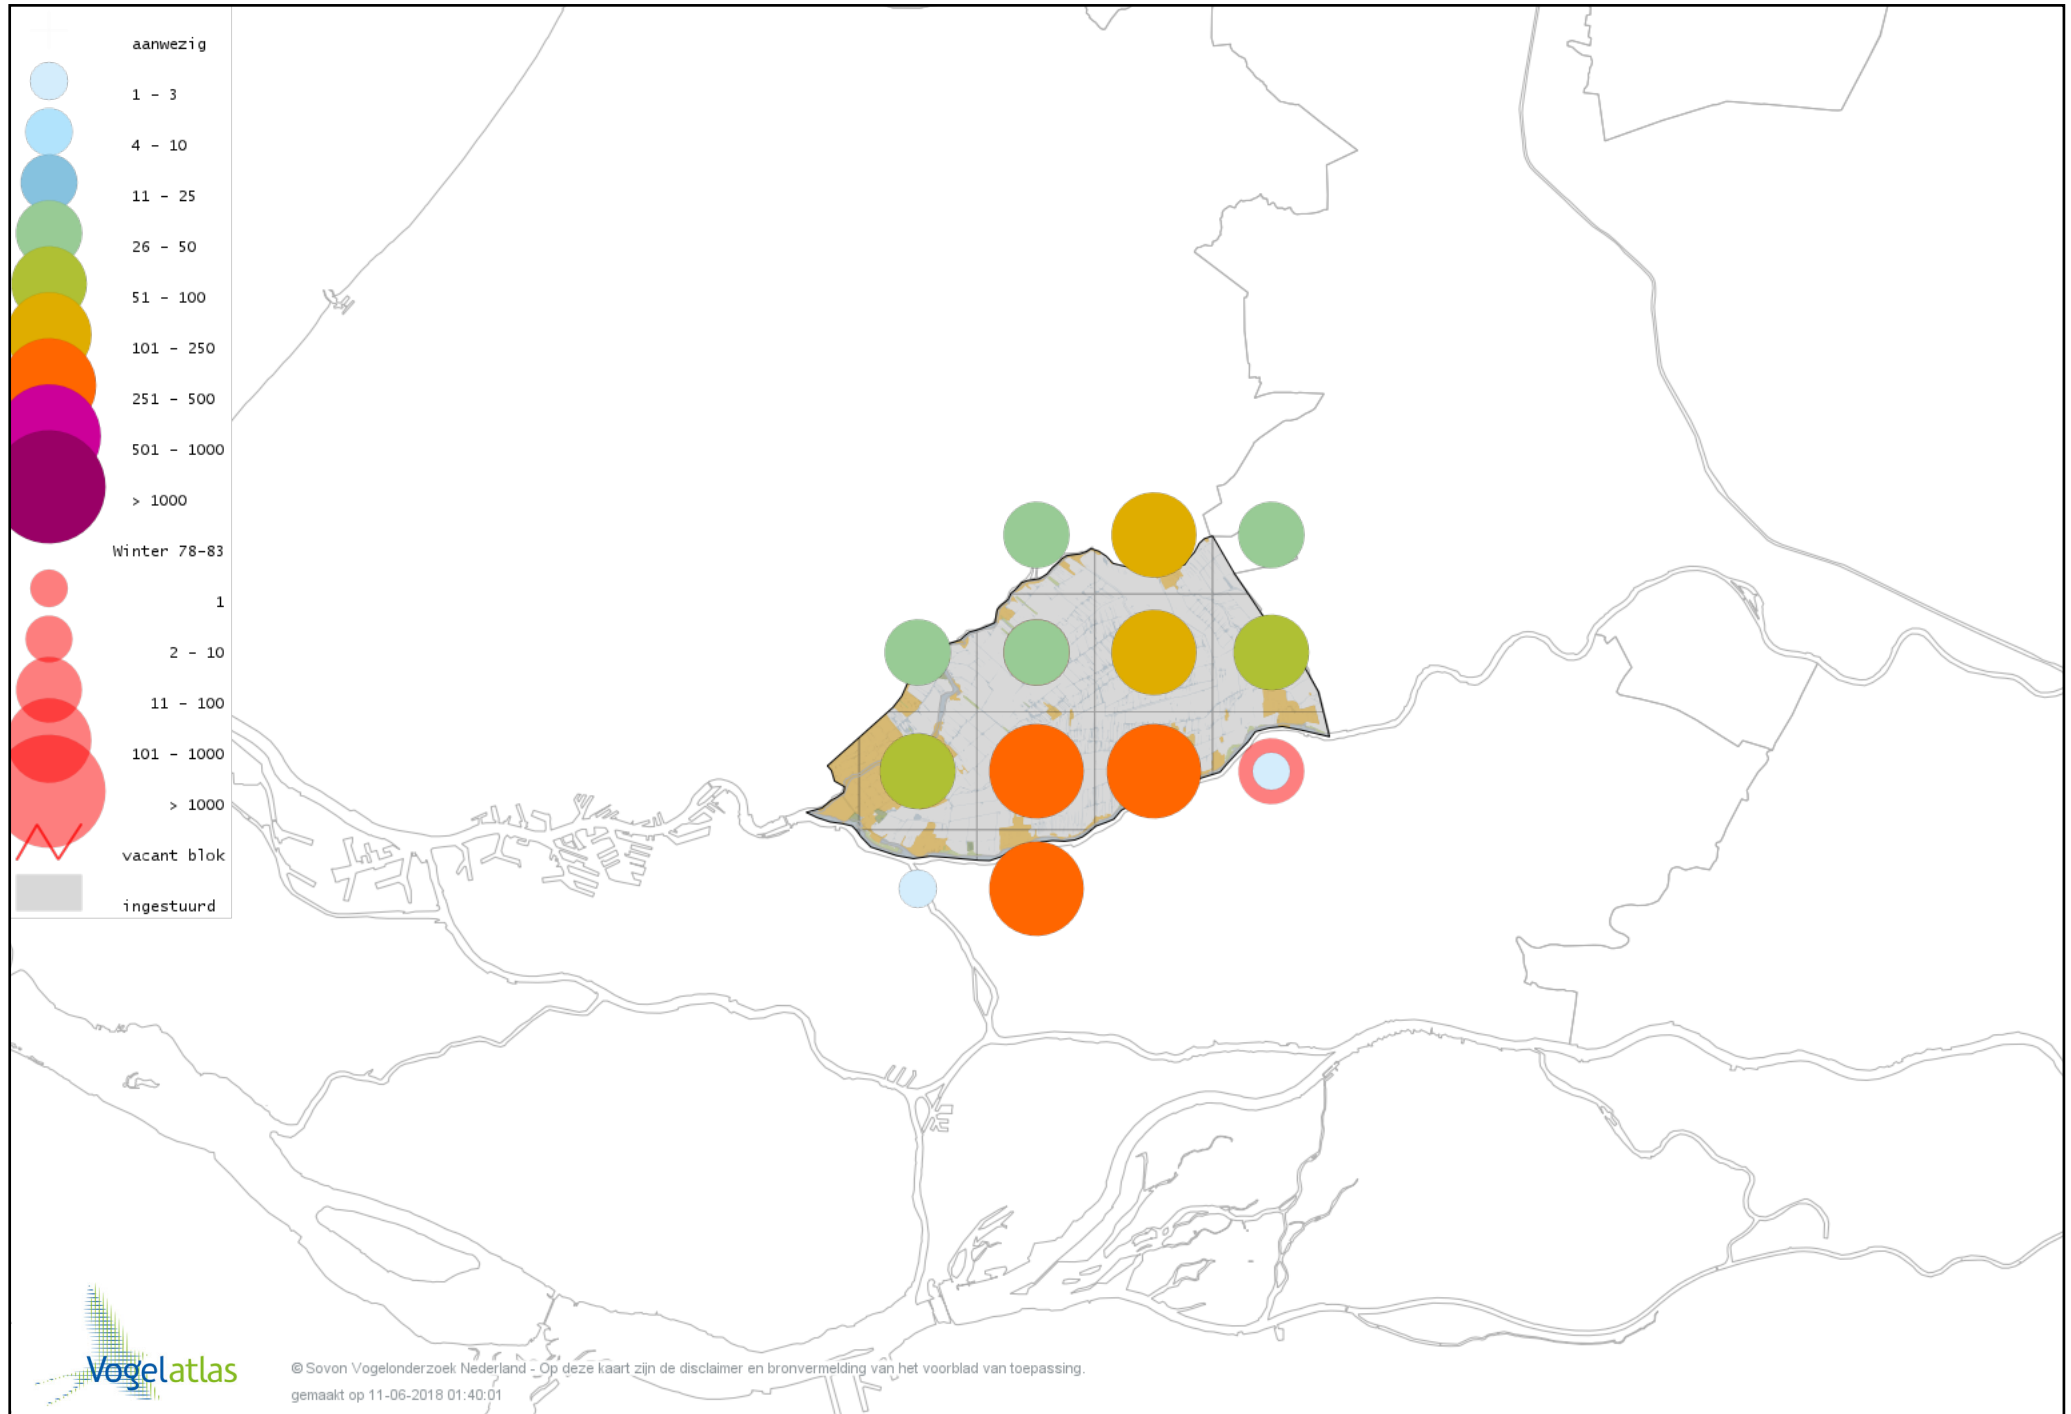 aanwezig
1 - 3
4 - 10
11 - 25
26 - 50
51 - 100
101 - 250
251 - 500
501 - 1000
> 1000
Winter 78-83
1
2 - 10
11 - 100
101 - 1000
> 1000
vacant blok
ingestuurd
Vogelatlas
© Sovon Vogelonderzoek Nederland - Op deze kaart zijn de disclaimer en bronvermelding van het voorblad van toepassing.
gemaakt op 11-06-2018 01:40:01